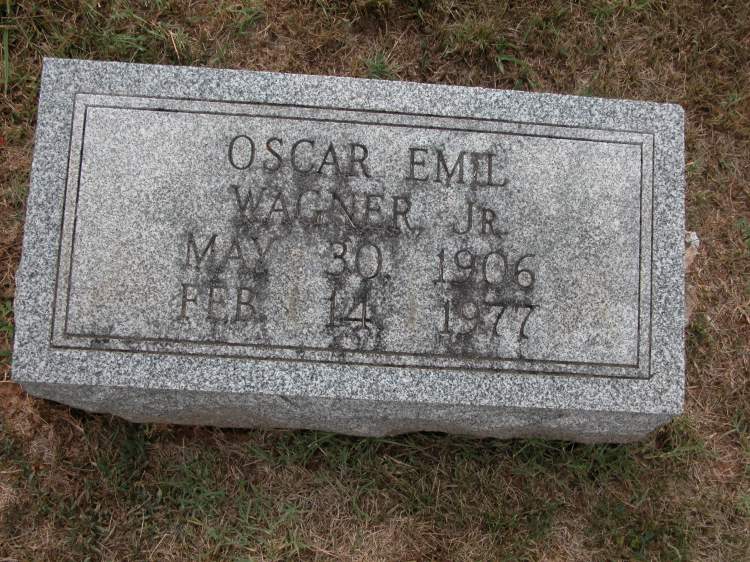 OSCAR EMIL
WAGNER, JR.
MAY 30, 1906
FEB. 14, 1977